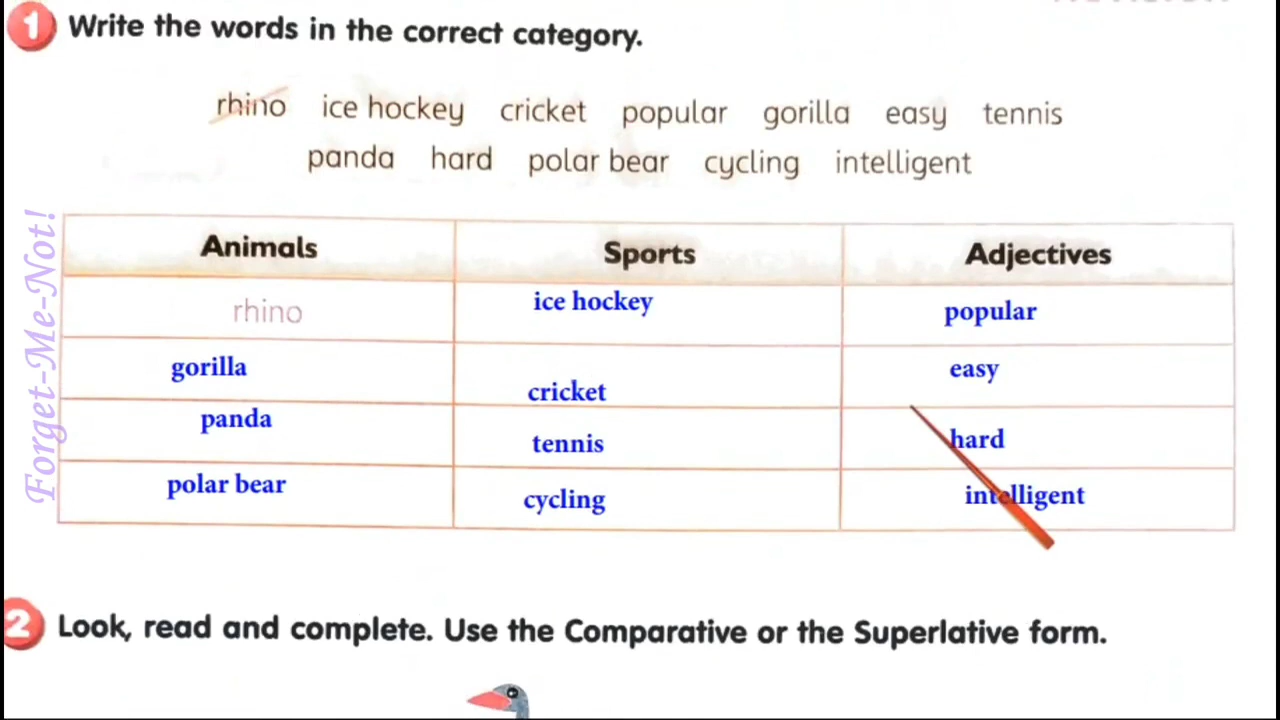 1 Write the words in the correct category.
rhino ice hockey cricket popular gorilla easy tennis
panda hard polar bear cycling intelligent
Animals Sports Adjectives
rhino ice hockey popular
gorilla cricket easy
panda tennis hard
polar bear cycling intelligent
Forget-Me-Not!
2 Look, read and complete. Use the Comparative or the Superlative form.